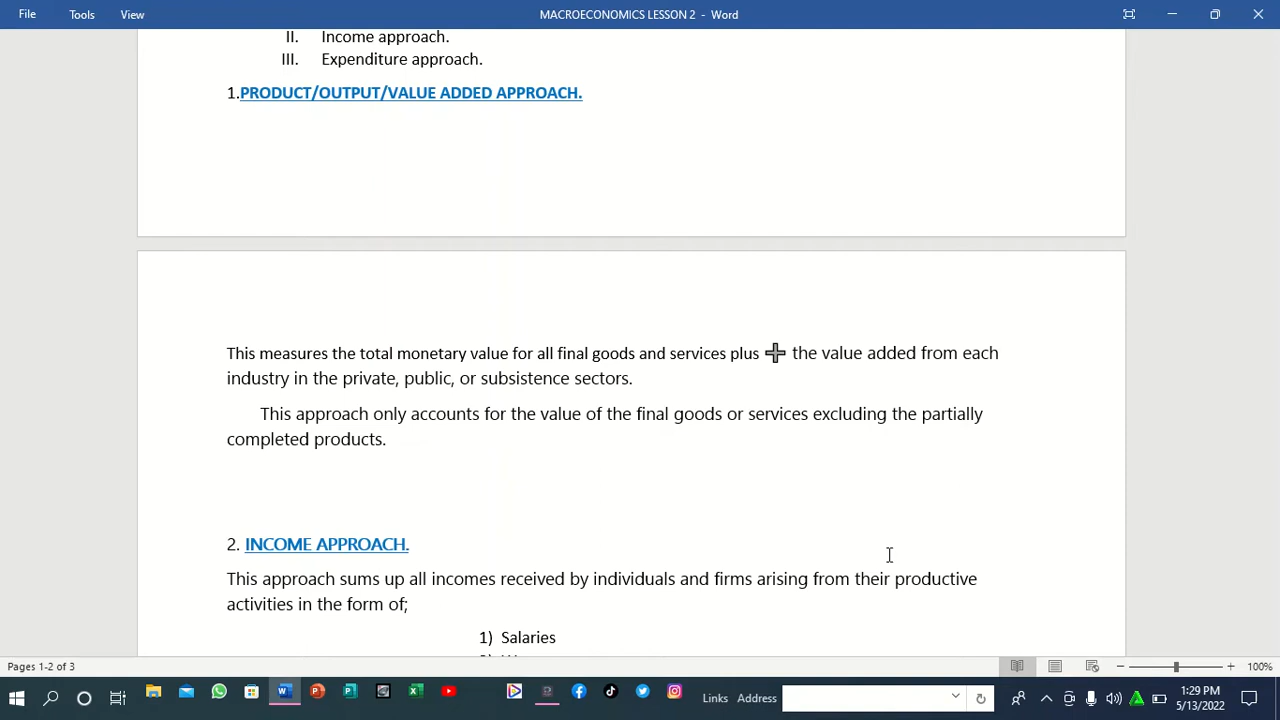 File Tools View MACROECONOMICS LESSON 2 - Word
II. Income approach.
III. Expenditure approach.
1.PRODUCT/OUTPUT/VALUE ADDED APPROACH.
This measures the total monetary value for all final goods and services plus ➕ the value added from each
industry in the private, public, or subsistence sectors.
This approach only accounts for the value of the final goods or services excluding the partially
completed products.
2. INCOME APPROACH.
This approach sums up all incomes received by individuals and firms arising from their productive
activities in the form of;
1) Salaries
Pages 1-2 of 3
100%
Links Address
1:29 PM
5/13/2022